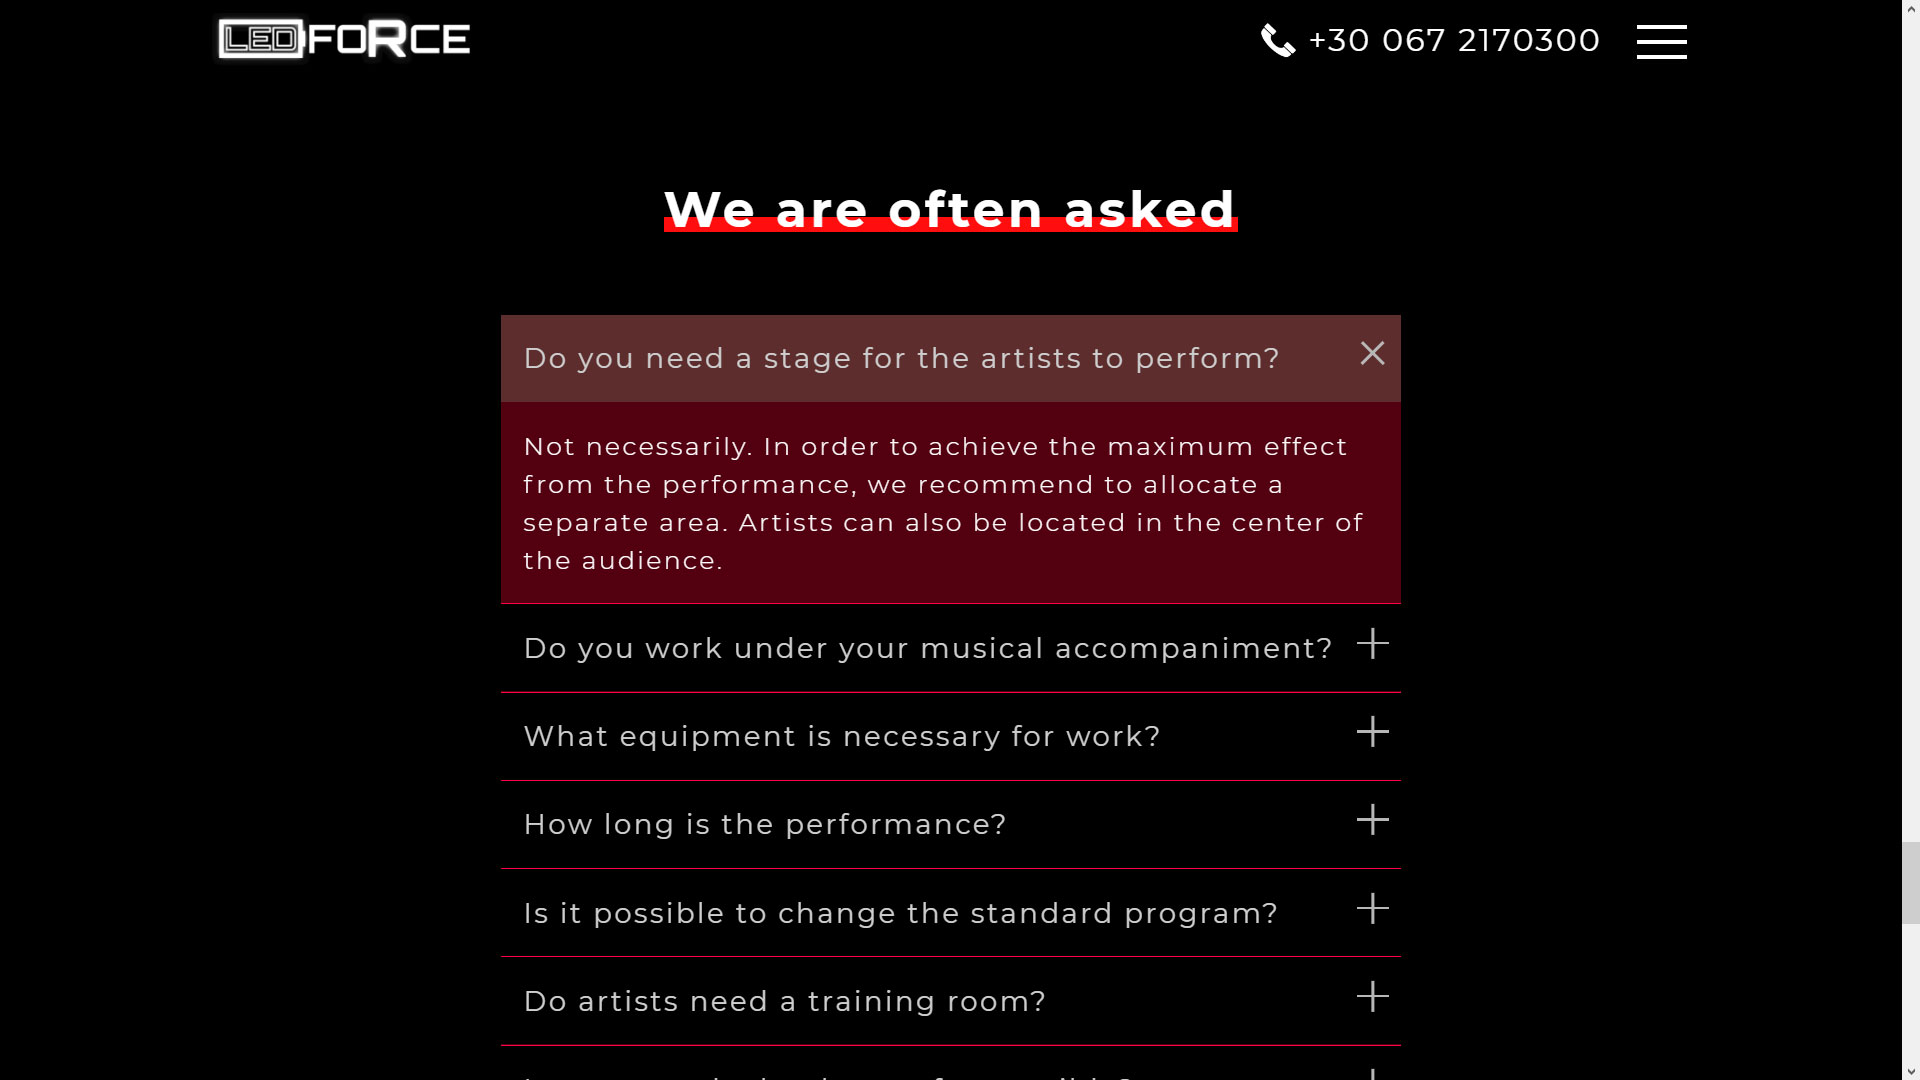 LEDFORCE
+30 067 2170300
We are often asked
Do you need a stage for the artists to perform?
Not necessarily. In order to achieve the maximum effect
from the performance, we recommend to allocate a
separate area. Artists can also be located in the center of
the audience.
Do you work under your musical accompaniment?
What equipment is necessary for work?
How long is the performance?
Is it possible to change the standard program?
Do artists need a training room?